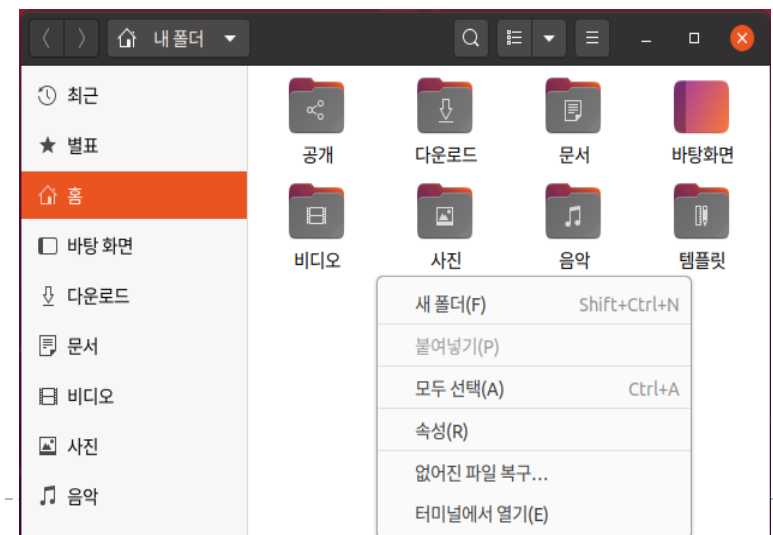 내 폴더
최근
별표
홈
바탕 화면
다운로드
문서
비디오
사진
음악
공개
다운로드
문서
바탕화면
비디오
사진
음악
템플릿
새 폴더(F) Shift+Ctrl+N
붙여넣기(P)
모두 선택(A) Ctrl+A
속성(R)
없어진 파일 복구...
터미널에서 열기(E)